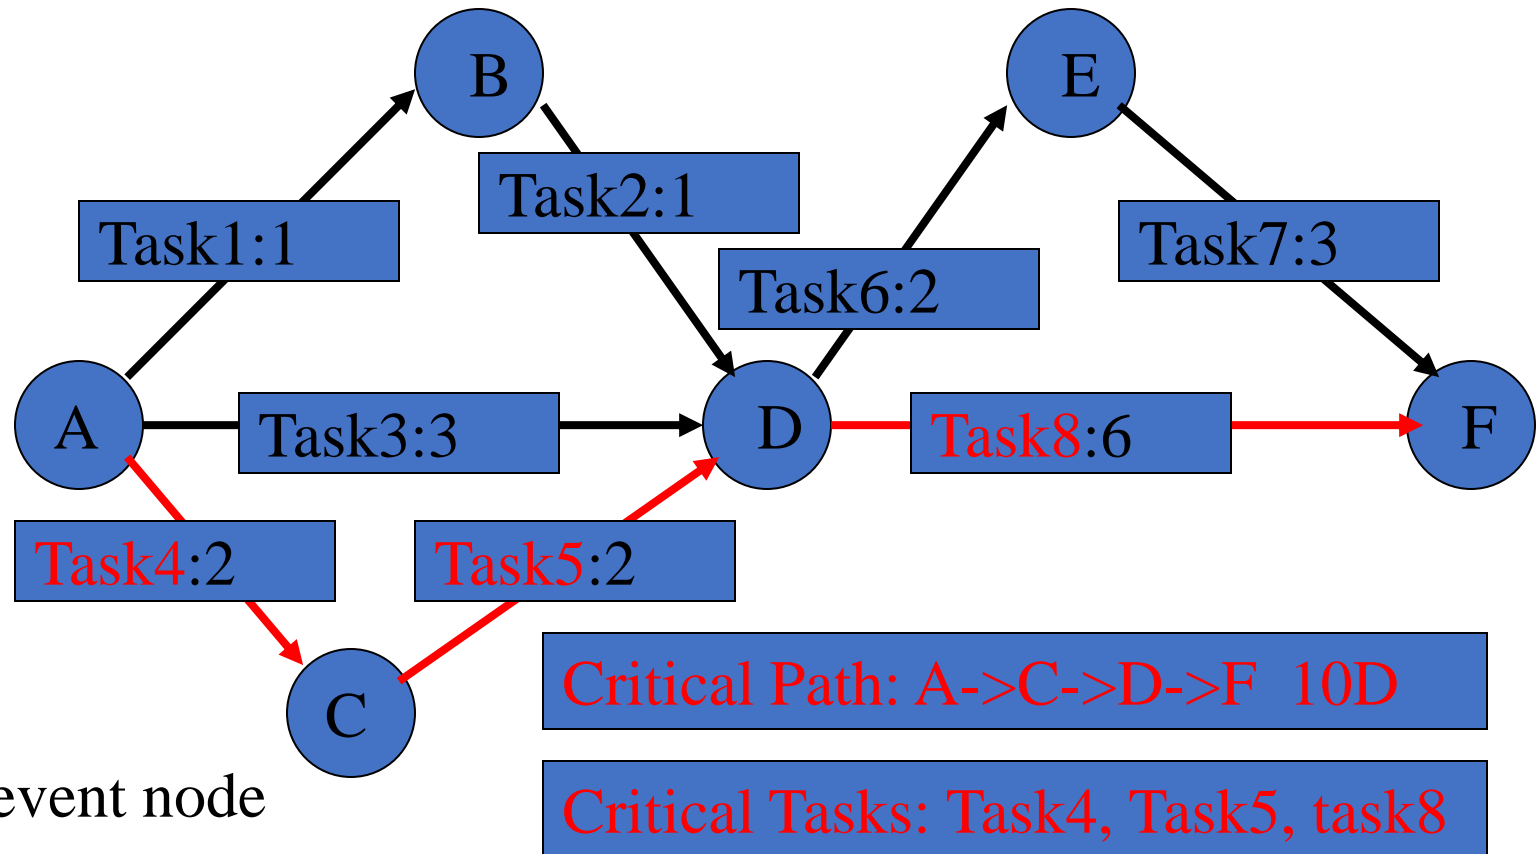 B
E
Task2:1
Task1:1
Task7:3
Task6:2
A
Task3:3
D
Task8:6
F
Task4:2
Task5:2
Critical Path: A->C->D->F 10D
C
event node
Critical Tasks: Task4, Task5, task8